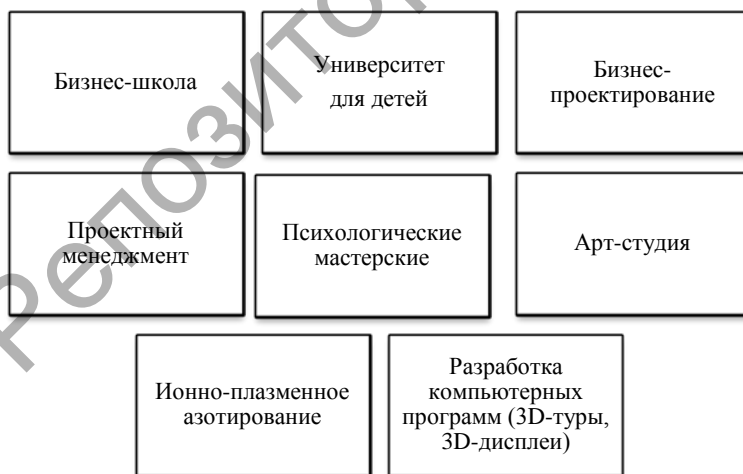 Бизнес-школа
Университет
для детей
Бизнес-
проектирование
Проектный
менеджмент
Психологические
мастерские
Арт-студия
Ионно-плазменное
азотирование
Разработка
компьютерных
программ (3D-туры,
3D-дисплеи)